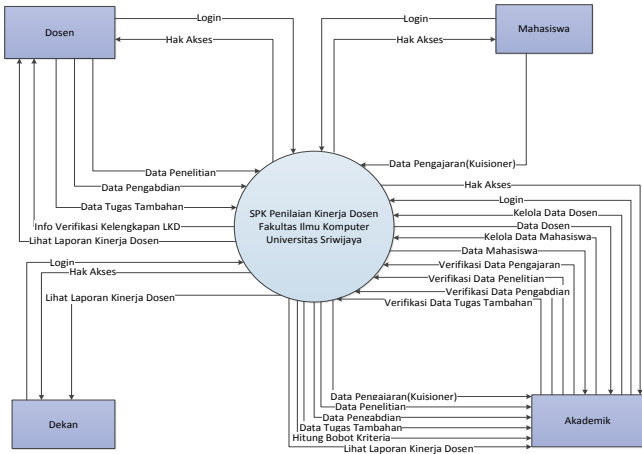 Dosen
Login
Hak Akses
Login
Hak Akses
Mahasiswa
Data Pengajaran(Kuisioner)
Data Penelitian
Data Pengabdian
Data Tugas Tambahan
Info Verifikasi Kelengkapan LKD
Lihat Laporan Kinerja Dosen
SPK Penilaian Kinerja Dosen
Fakultas Ilmu Komputer
Universitas Sriwijaya
Hak Akses
Login
Kelola Data Dosen
Data Dosen
Kelola Data Mahasiswa
Data Mahasiswa
Verifikasi Data Pengajaran
Verifikasi Data Penelitian
Verifikasi Data Pengabdian
Verifikasi Data Tugas Tambahan
Login
Hak Akses
Lihat Laporan Kinerja Dosen
Dekan
Data Pengajaran(Kuisioner)
Data Penelitian
Data Pengabdian
Data Tugas Tambahan
Hitung Bobot Kriteria
Lihat Laporan Kinerja Dosen
Akademik